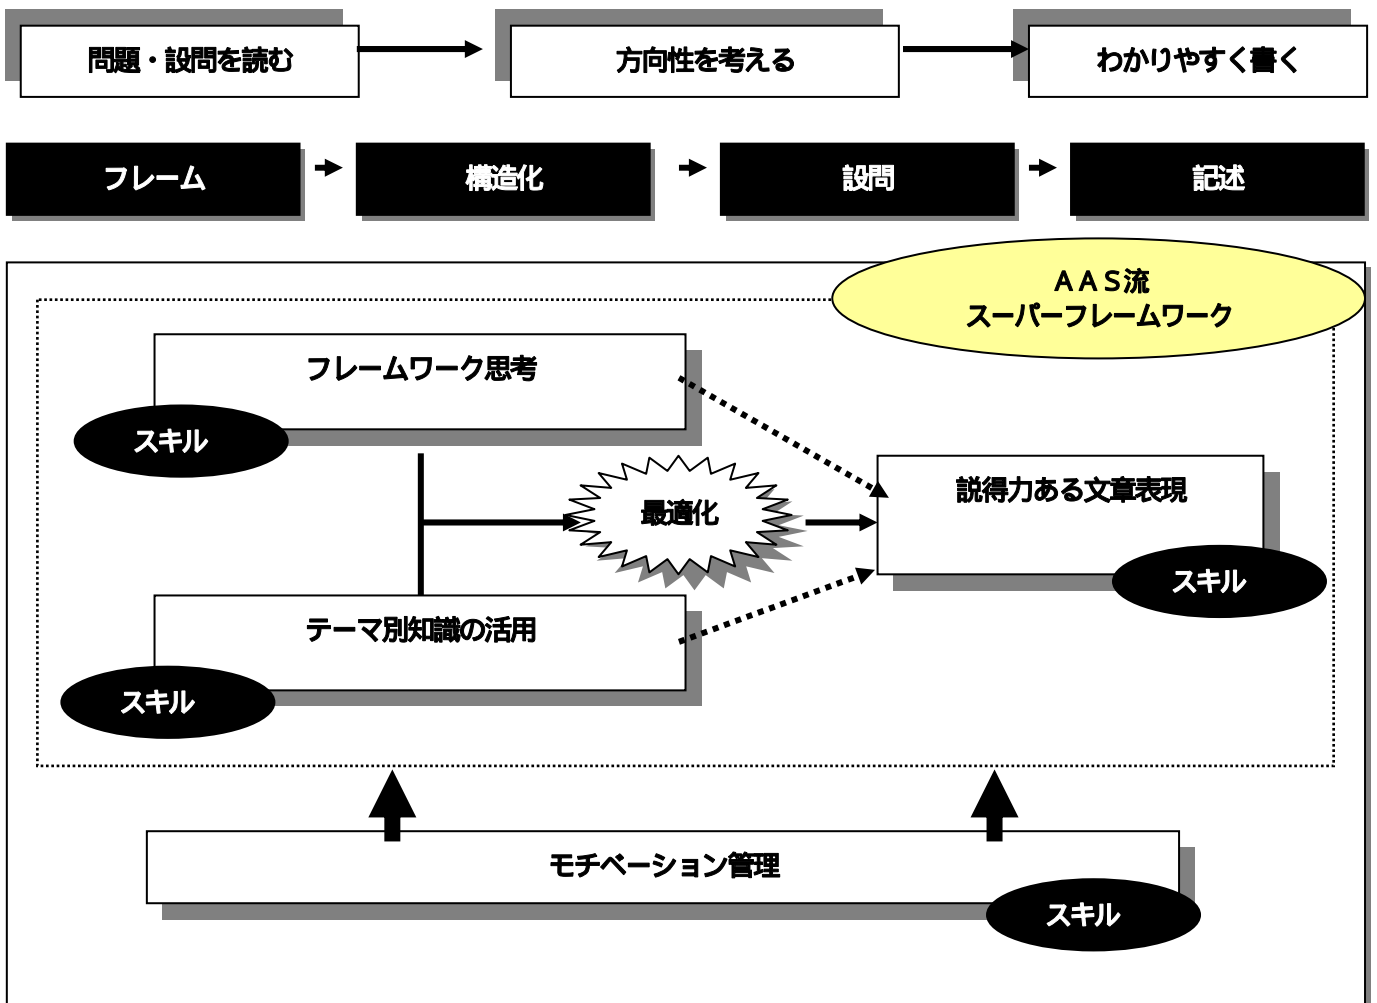 問題・設問を読む
方向性を考える
わかりやすく書く
フレーム
構造化
設問
記述
ＡＡＳ流
スーパーフレームワーク
フレームワーク思考
スキル
最適化
説得力ある文章表現
スキル
テーマ別知識の活用
スキル
モチベーション管理
スキル